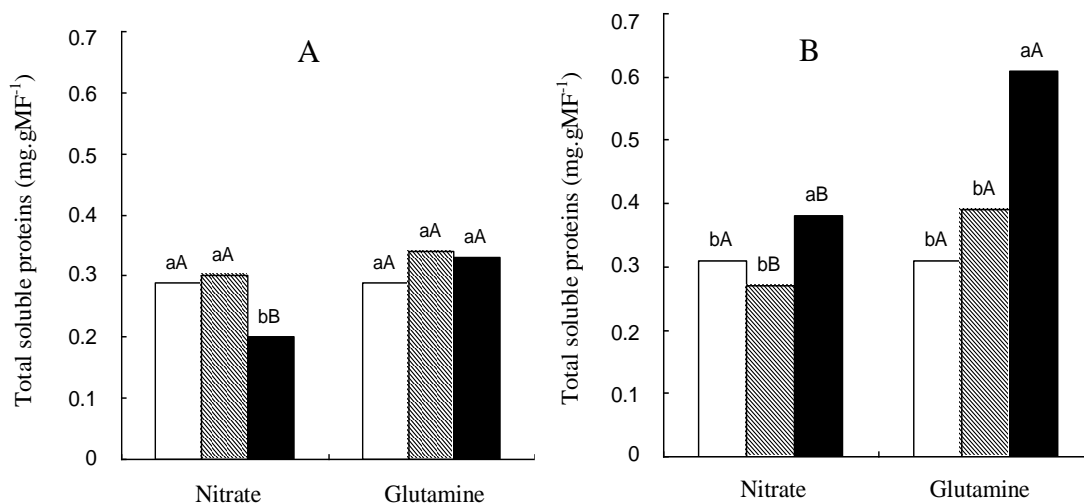 A
Total soluble proteins (mg.gMF-1)
0.7
0.6
0.5
0.4
0.3
0.2
0.1
0
aA aA bB aA aA aA
Nitrate Glutamine
B
Total soluble proteins (mg.gMF-1)
0.7
0.6
0.5
0.4
0.3
0.2
0.1
0
bA bB aB bA bA aA
Nitrate Glutamine